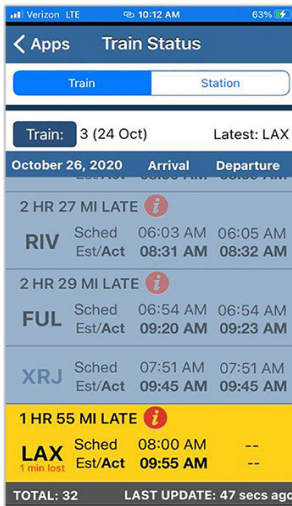 Verizon LTE 10:12 AM 63%
Apps Train Status
Train Station
Train: 3 (24 Oct) Latest: LAX
October 26, 2020 Arrival Departure
2 HR 27 MI LATE i
RIV Sched 06:03 AM 06:05 AM
Est/Act 08:31 AM 08:32 AM
2 HR 29 MI LATE i
FUL Sched 06:54 AM 06:54 AM
Est/Act 09:20 AM 09:23 AM
XRJ Sched 07:51 AM 07:51 AM
Est/Act 09:45 AM 09:45 AM
1 HR 55 MI LATE i
LAX Sched 08:00 AM --
1 min lost Est/Act 09:55 AM --
TOTAL: 32 LAST UPDATE: 47 secs ago